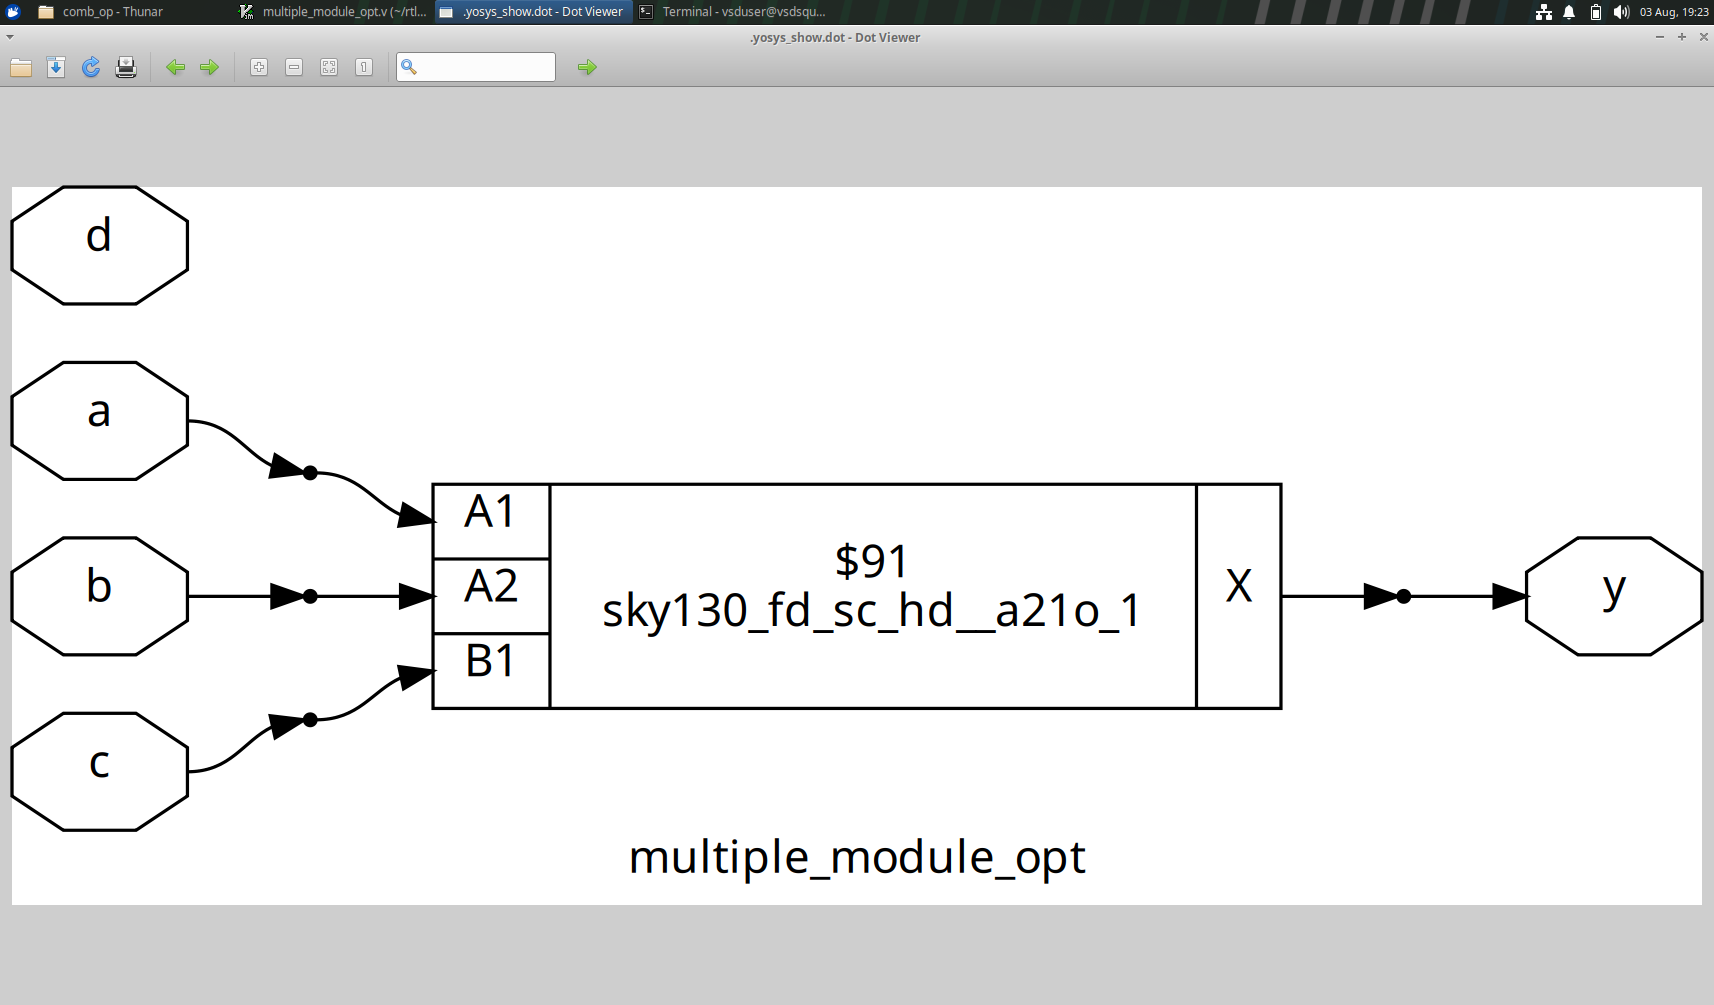 comb_op - Thunar
multiple_module_opt.v (~/rtl...
.yosys_show.dot - Dot Viewer
Terminal - vsduser@vsdsqu...
03 Aug, 19:23
.yosys_show.dot - Dot Viewer
d
a
A1
b
A2
$91
sky130_fd_sc_hd__a21o_1
X
y
B1
c
multiple_module_opt